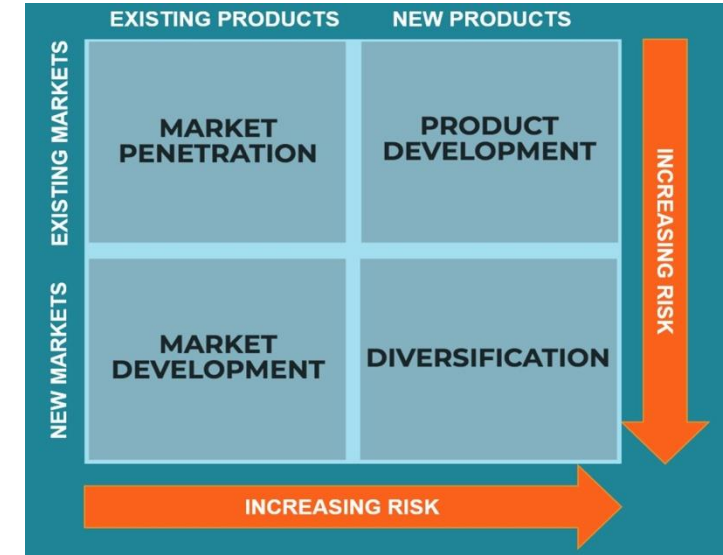 EXISTING PRODUCTS
NEW PRODUCTS
EXISTING MARKETS
MARKET
PENETRATION
PRODUCT
DEVELOPMENT
INCREASING RISK
NEW MARKETS
MARKET
DEVELOPMENT
DIVERSIFICATION
INCREASING RISK